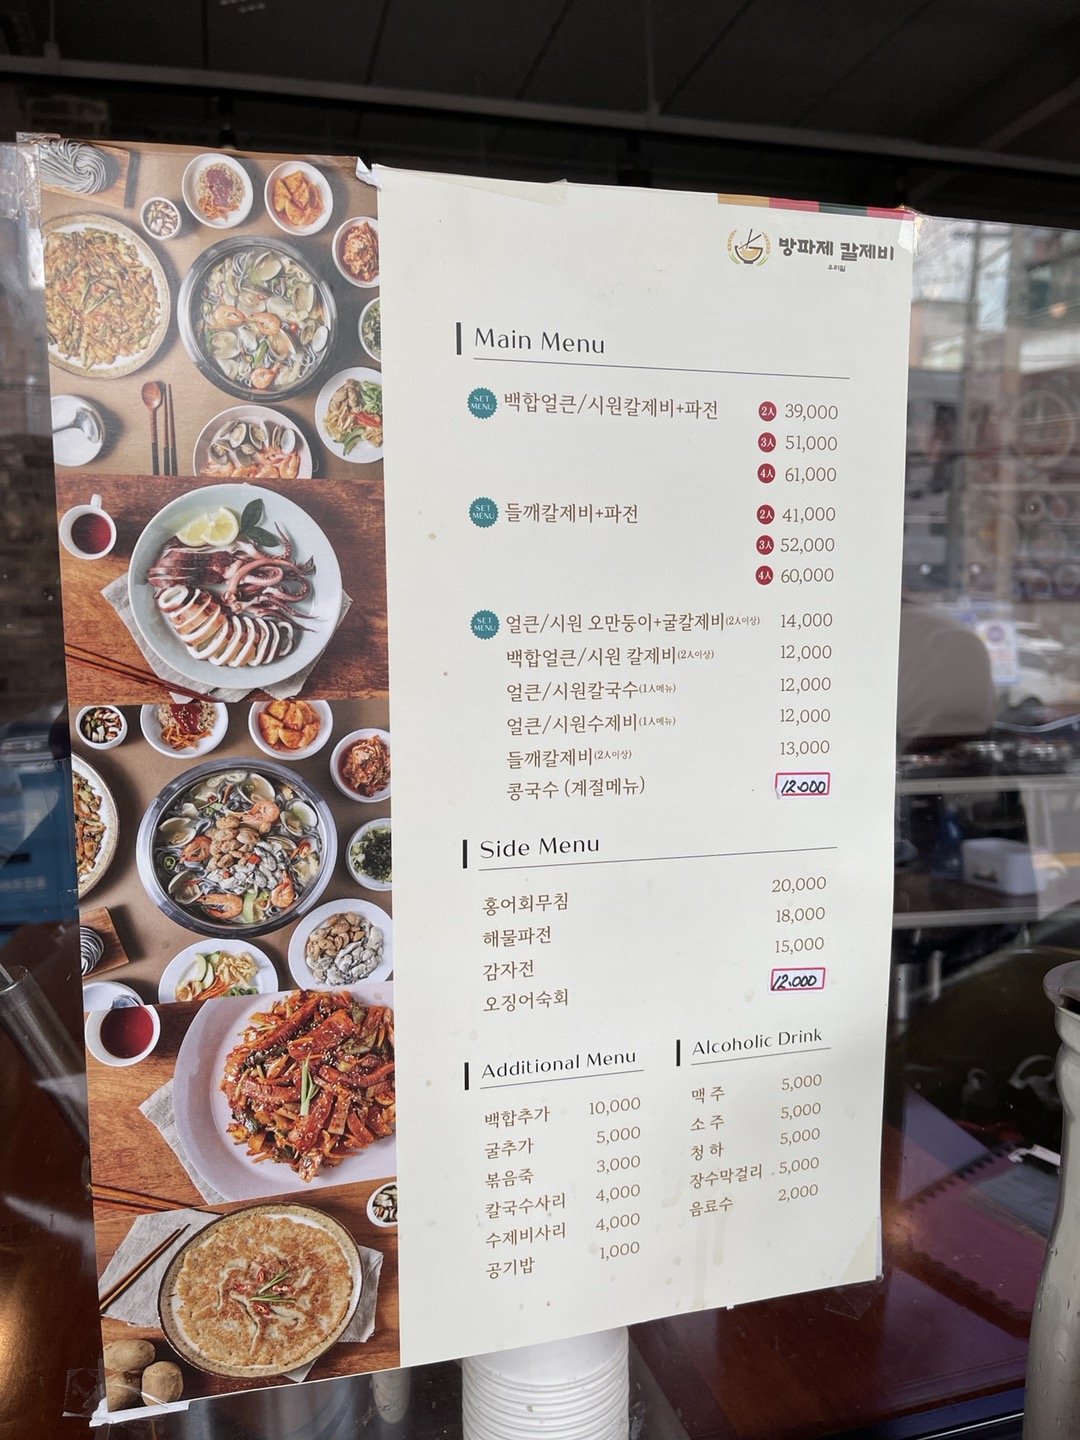 방파제 칼제비
우리밀
Main Menu
SET MENU 백합얼큰/시원칼제비+파전 2人 39,000
3人 51,000
4人 61,000
SET MENU 들깨칼제비+파전 2人 41,000
3人 52,000
4人 60,000
SET MENU 얼큰/시원 오만둥이+굴칼제비(2人이상) 14,000
백합얼큰/시원 칼제비(2人이상) 12,000
얼큰/시원칼국수(1人메뉴) 12,000
얼큰/시원수제비(1人메뉴) 12,000
들깨칼제비(2人이상) 13,000
콩국수 (계절메뉴) 12.000
Side Menu
홍어회무침 20,000
해물파전 18,000
감자전 15,000
오징어숙회 12.000
Additional Menu
백합추가 10,000
굴추가 5,000
볶음죽 3,000
칼국수사리 4,000
수제비사리 4,000
공기밥 1,000
Alcoholic Drink
맥 주 5,000
소 주 5,000
청 하 5,000
장수막걸리 5,000
음료수 2,000